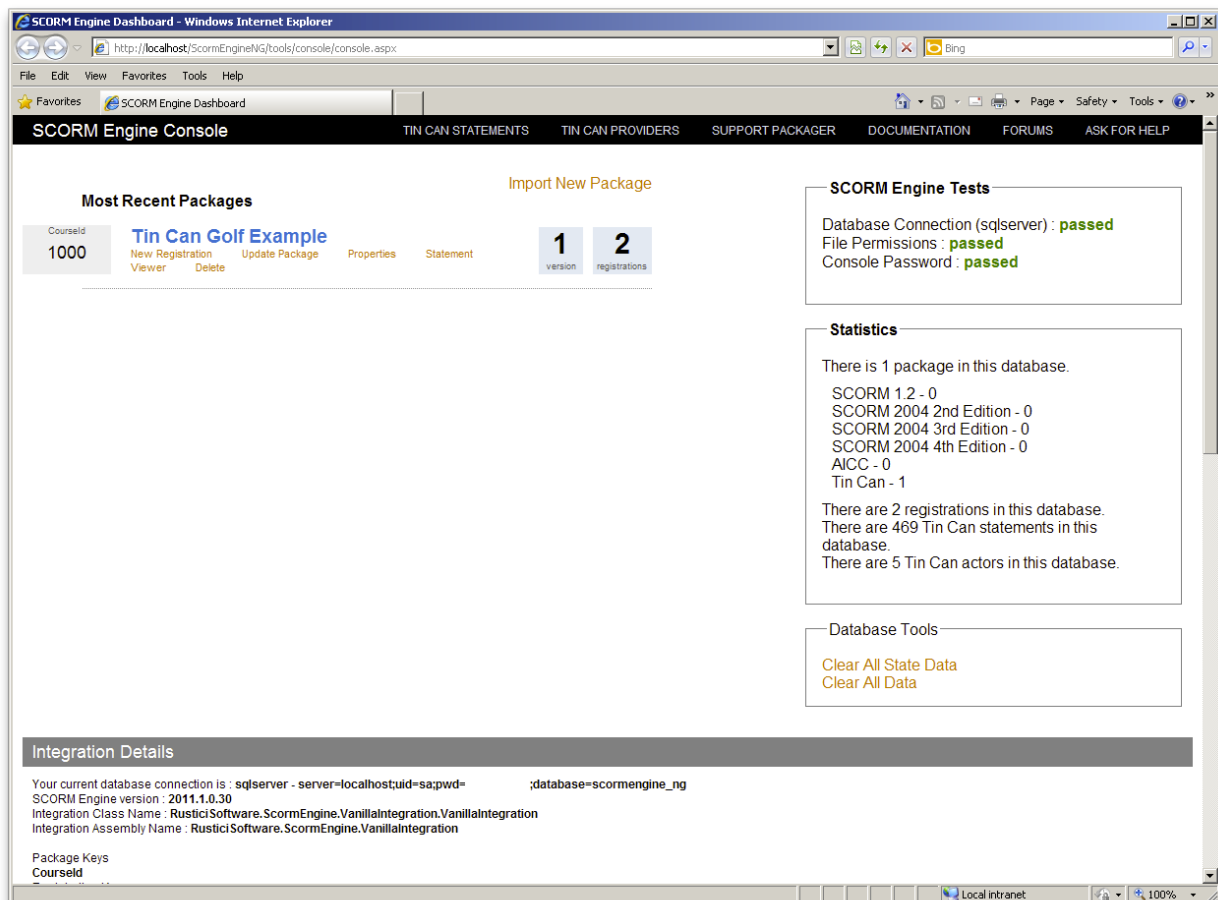 SCORM Engine Dashboard - Windows Internet Explorer
http://localhost/ScormEngineNG/tools/console/console.aspx
Bing
File Edit View Favorites Tools Help
Favorites SCORM Engine Dashboard Page Safety Tools
SCORM Engine Console TIN CAN STATEMENTS TIN CAN PROVIDERS SUPPORT PACKAGER DOCUMENTATION FORUMS ASK FOR HELP
Import New Package
Most Recent Packages
CourseId
1000
Tin Can Golf Example
New Registration Update Package Properties Statement
Viewer Delete
1
version
2
registrations
SCORM Engine Tests
Database Connection (sqlserver) : passed
File Permissions : passed
Console Password : passed
Statistics
There is 1 package in this database.
SCORM 1.2 - 0
SCORM 2004 2nd Edition - 0
SCORM 2004 3rd Edition - 0
SCORM 2004 4th Edition - 0
AICC - 0
Tin Can - 1
There are 2 registrations in this database.
There are 469 Tin Can statements in this
database.
There are 5 Tin Can actors in this database.
Database Tools
Clear All State Data
Clear All Data
Integration Details
Your current database connection is : sqlserver - server=localhost;uid=sa;pwd= ;database=scormengine_ng
SCORM Engine version : 2011.1.0.30
Integration Class Name : RusticiSoftware.ScormEngine.VanillaIntegration.VanillaIntegration
Integration Assembly Name : RusticiSoftware.ScormEngine.VanillaIntegration
Package Keys
CourseId
Local intranet 100%